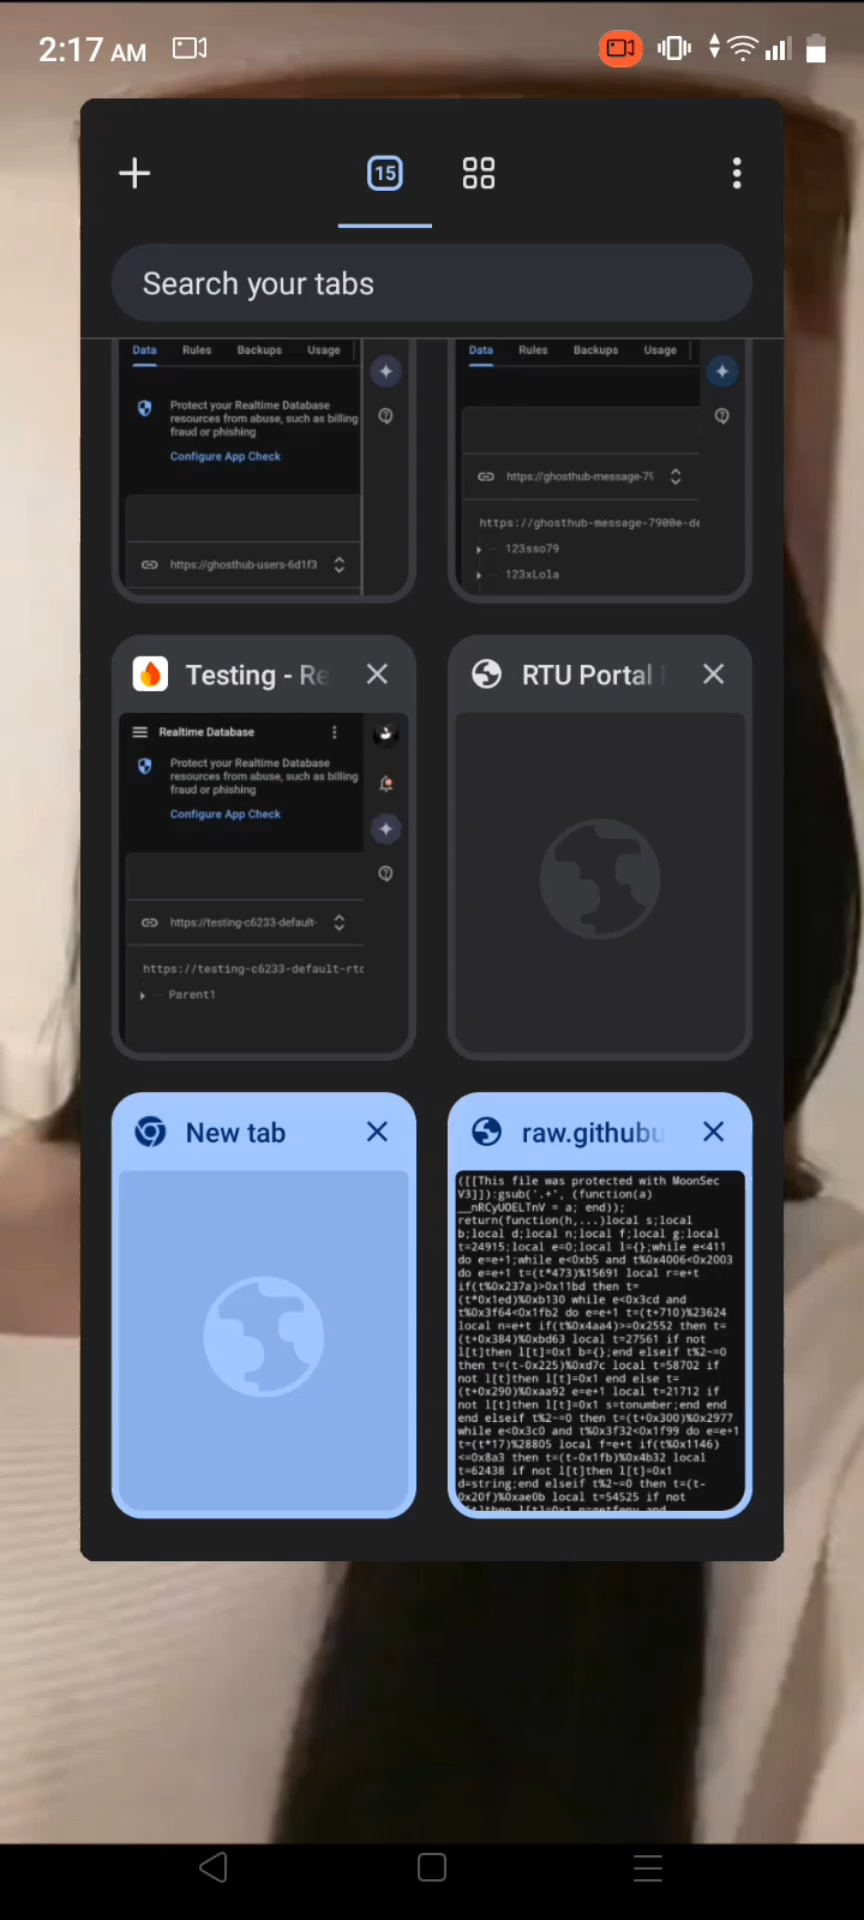 2:17 AM
15
Search your tabs
Data Rules Backups Usage
Protect your Realtime Database
resources from abuse, such as billing
fraud or phishing
Configure App Check
https://ghosthub-users-6d1f3
Data Rules Backups Usage
https://ghosthub-message-79
https://ghosthub-message-7900e-de
123sso79
123xLola
Testing - Re
Realtime Database
Protect your Realtime Database
resources from abuse, such as billing
fraud or phishing
Configure App Check
https://testing-c6233-default-
https://testing-c6233-default-rtd
Parent1
RTU Portal
New tab
raw.githubu
([[This file was protected with MoonSec
V3]]):gsub('.+', (function(a)
__nRCyUOELTnV = a; end));
return(function(h,...)local s;local
b;local d;local n;local f;local g;local
t=24915;local e=0;local l={};while e<411
do e=e+1;while e<0xb5 and t%0x4006<0x2003
do e=e+1 t=(t*473)%15691 local r=e+t
if(t%0x237a)>0x11bd then t=
(t*0x1ed)%0xb130 while e<0x3cd and
t%0x3f64<0x1fb2 do e=e+1 t=(t+710)%23624
local n=e+t if(t%0x4aa4)>=0x2552 then t=
(t+0x384)%0xbd63 local t=27561 if not
l[t]then l[t]=0x1 b={};end elseif t%2~=0
then t=(t-0x225)%0xd7c local t=58702 if
not l[t]then l[t]=0x1 end else t=
(t+0x290)%0xaa92 e=e+1 local t=21712 if
not l[t]then l[t]=0x1 s=tonumber;end end
end elseif t%2~=0 then t=(t+0x300)%0x2977
while e<0x3c0 and t%0x3f32<0x1f99 do e=e+1
t=(t*17)%28805 local f=e+t if(t%0x1146)
<=0x8a3 then t=(t-0x1fb)%0x4b32 local
t=62438 if not l[t]then l[t]=0x1
d=string;end elseif t%2~=0 then t=(t-
0x20f)%0xae0b local t=54525 if not
l[t]then l[t]=0x1 n=getfenv and